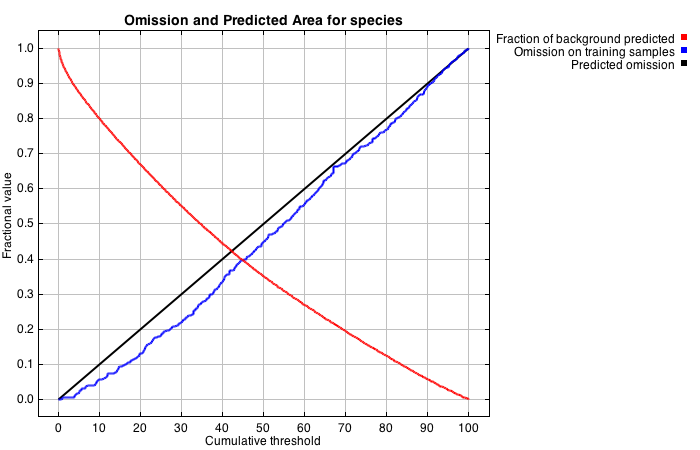 Omission and Predicted Area for species
Fraction of background predicted
Omission on training samples
Predicted omission
Fractional value
1.0
0.9
0.8
0.7
0.6
0.5
0.4
0.3
0.2
0.1
0.0
0 10 20 30 40 50 60 70 80 90 100
Cumulative threshold